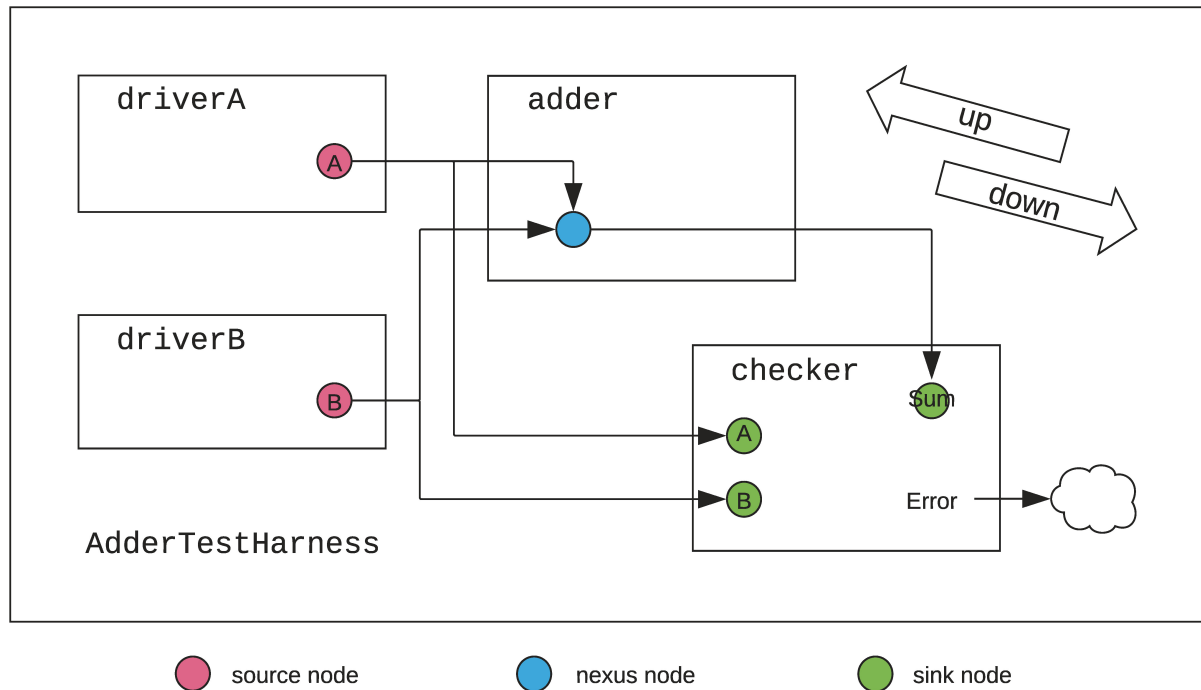 driverA
adder
up
A
down
driverB
checker
B
Sum
A
B
Error
AdderTestHarness
source node
nexus node
sink node